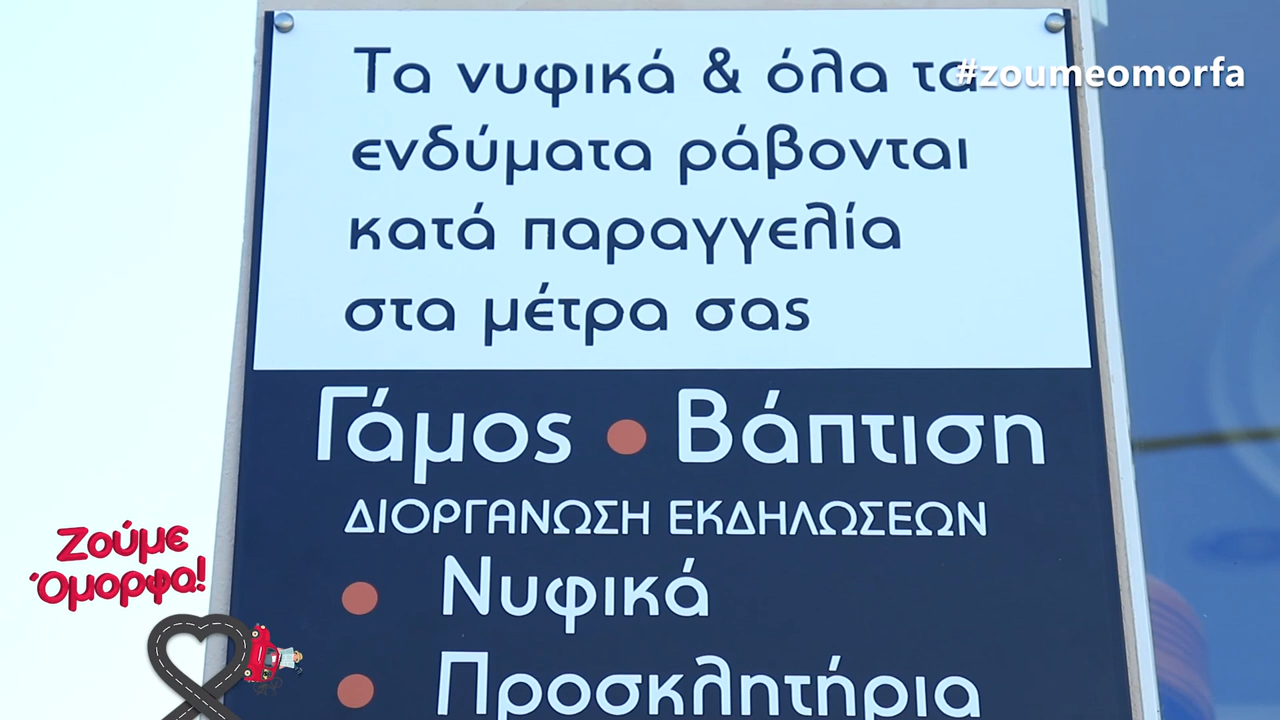 Τα νυφικά & όλα τα
#zoumeomorfa
ενδύματα ράβονται
κατά παραγγελία
στα μέτρα σας
Γάμος • Βάπτιση
ΔΙΟΡΓΑΝΩΣΗ ΕΚΔΗΛΩΣΕΩΝ
• Νυφικά
• Προσκλητήρια
Ζούμε
Όμορφα!